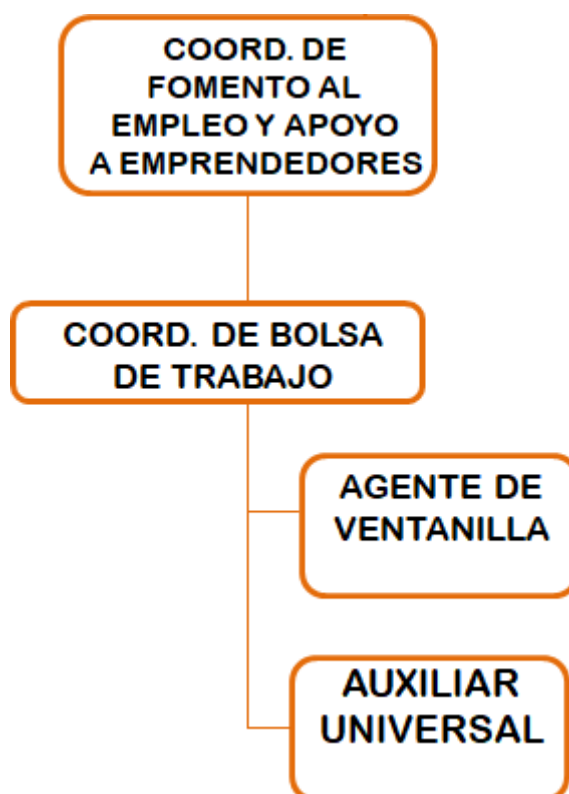 COORD. DE
FOMENTO AL
EMPLEO Y APOYO
A EMPRENDEDORES
COORD. DE BOLSA
DE TRABAJO
AGENTE DE
VENTANILLA
AUXILIAR
UNIVERSAL